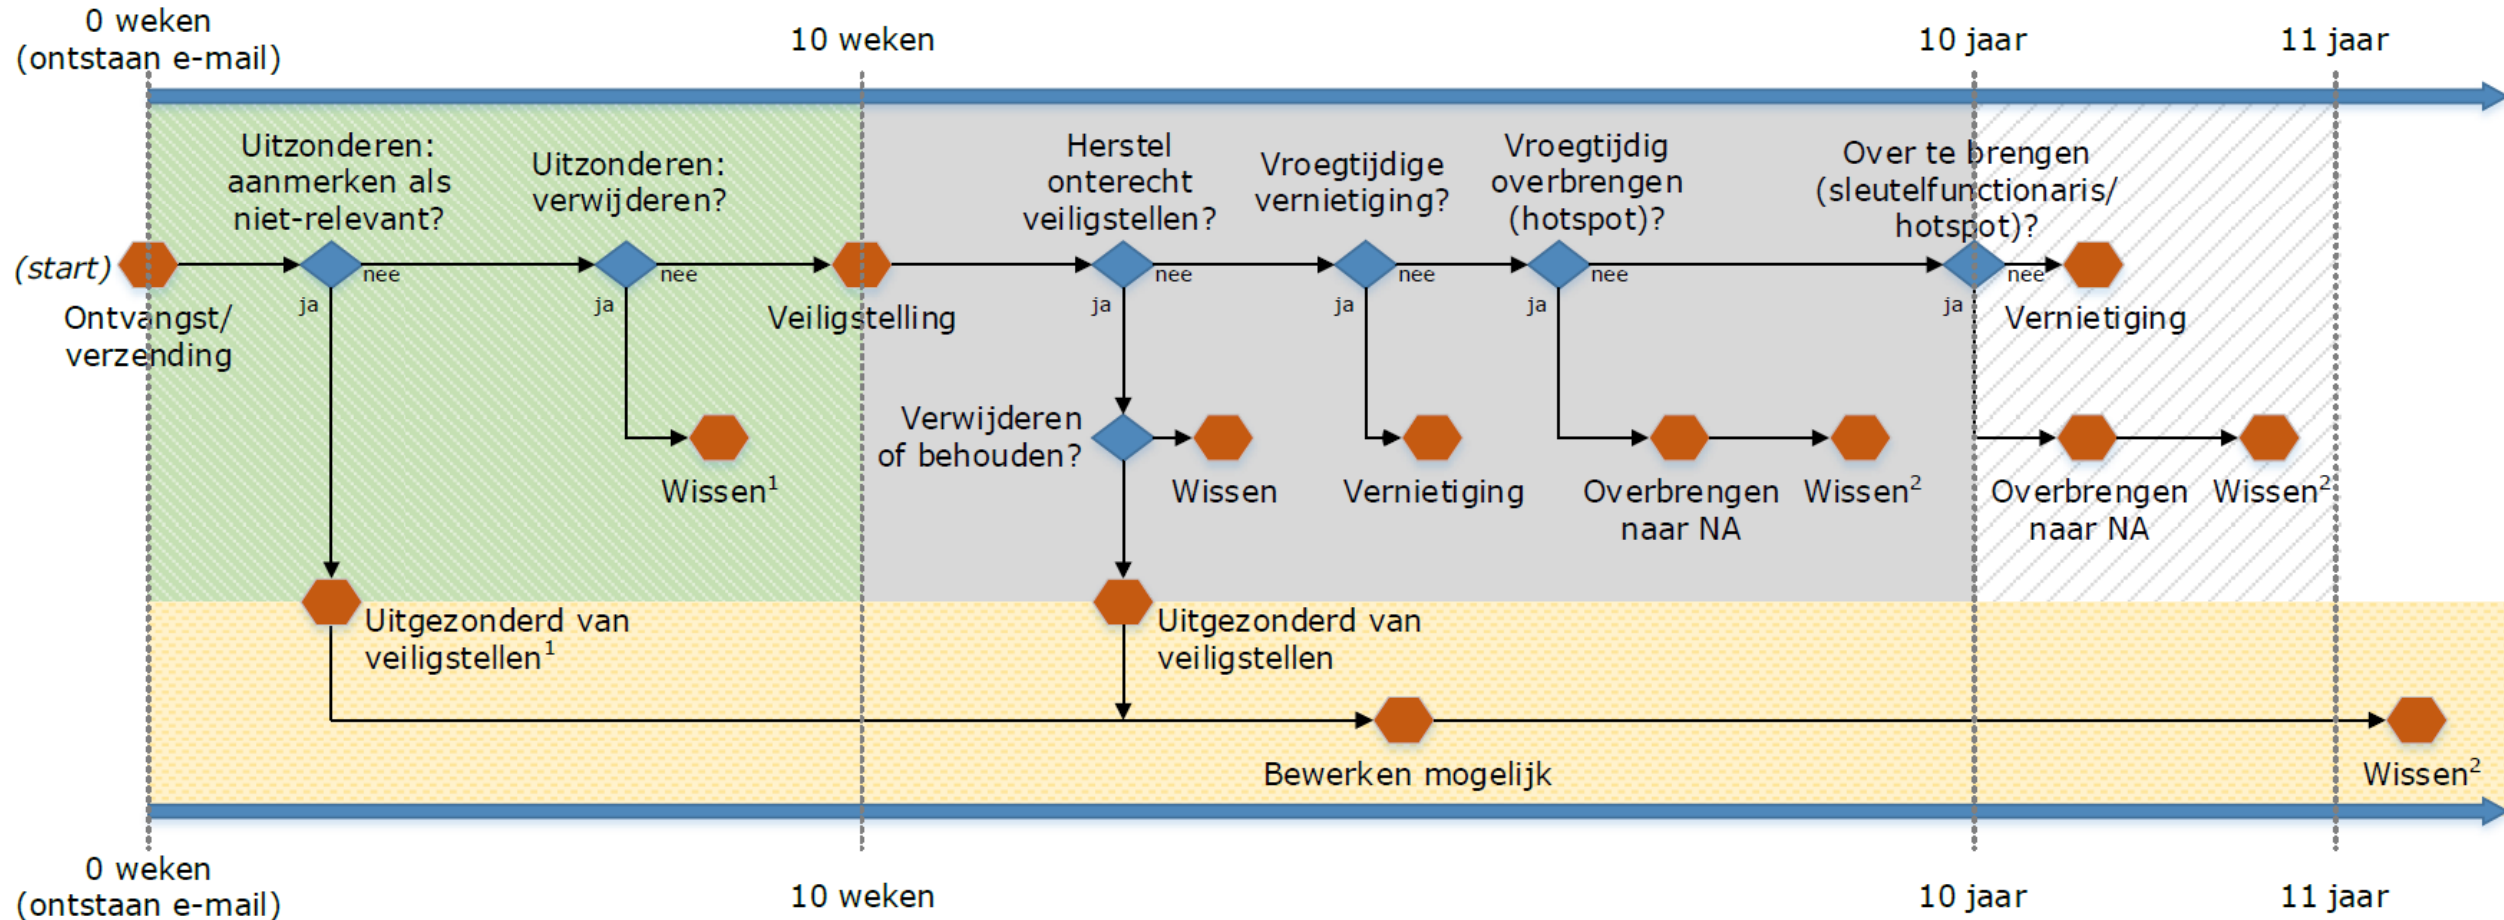 0 weken
(ontstaan e-mail)
10 weken
10 jaar
11 jaar
Uitzonderen:
aanmerken als
niet-relevant?
Uitzonderen:
verwijderen?
Herstel
onterecht
veiligstellen?
Vroegtijdige
vernietiging?
Vroegtijdig
overbrengen
(hotspot)?
Over te brengen
(sleutelfunctionaris/
hotspot)?
(start)
nee
nee
nee
nee
nee
nee
ja
ja
ja
ja
ja
ja
Ontvangst/
verzending
Veiligstelling
Vernietiging
Verwijderen
of behouden?
Wissen¹
Wissen
Vernietiging
Overbrengen
naar NA
Wissen²
Overbrengen
naar NA
Wissen²
Uitgezonderd van
veiligstellen¹
Uitgezonderd van
veiligstellen
Bewerken mogelijk
Wissen²
0 weken
(ontstaan e-mail)
10 weken
10 jaar
11 jaar